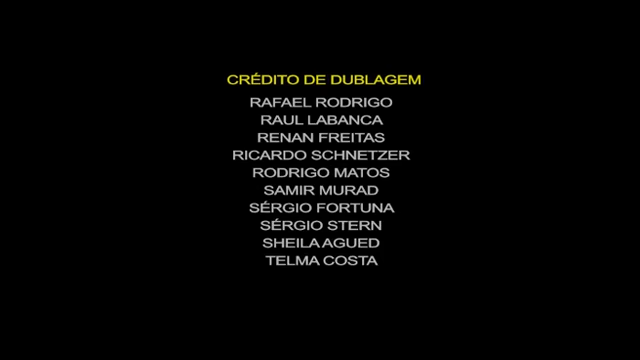 CRÉDITO DE DUBLAGEM
RAFAEL RODRIGO
RAUL LABANCA
RENAN FREITAS
RICARDO SCHNETZER
RODRIGO MATOS
SAMIR MURAD
SÉRGIO FORTUNA
SÉRGIO STERN
SHEILA AGUED
TELMA COSTA